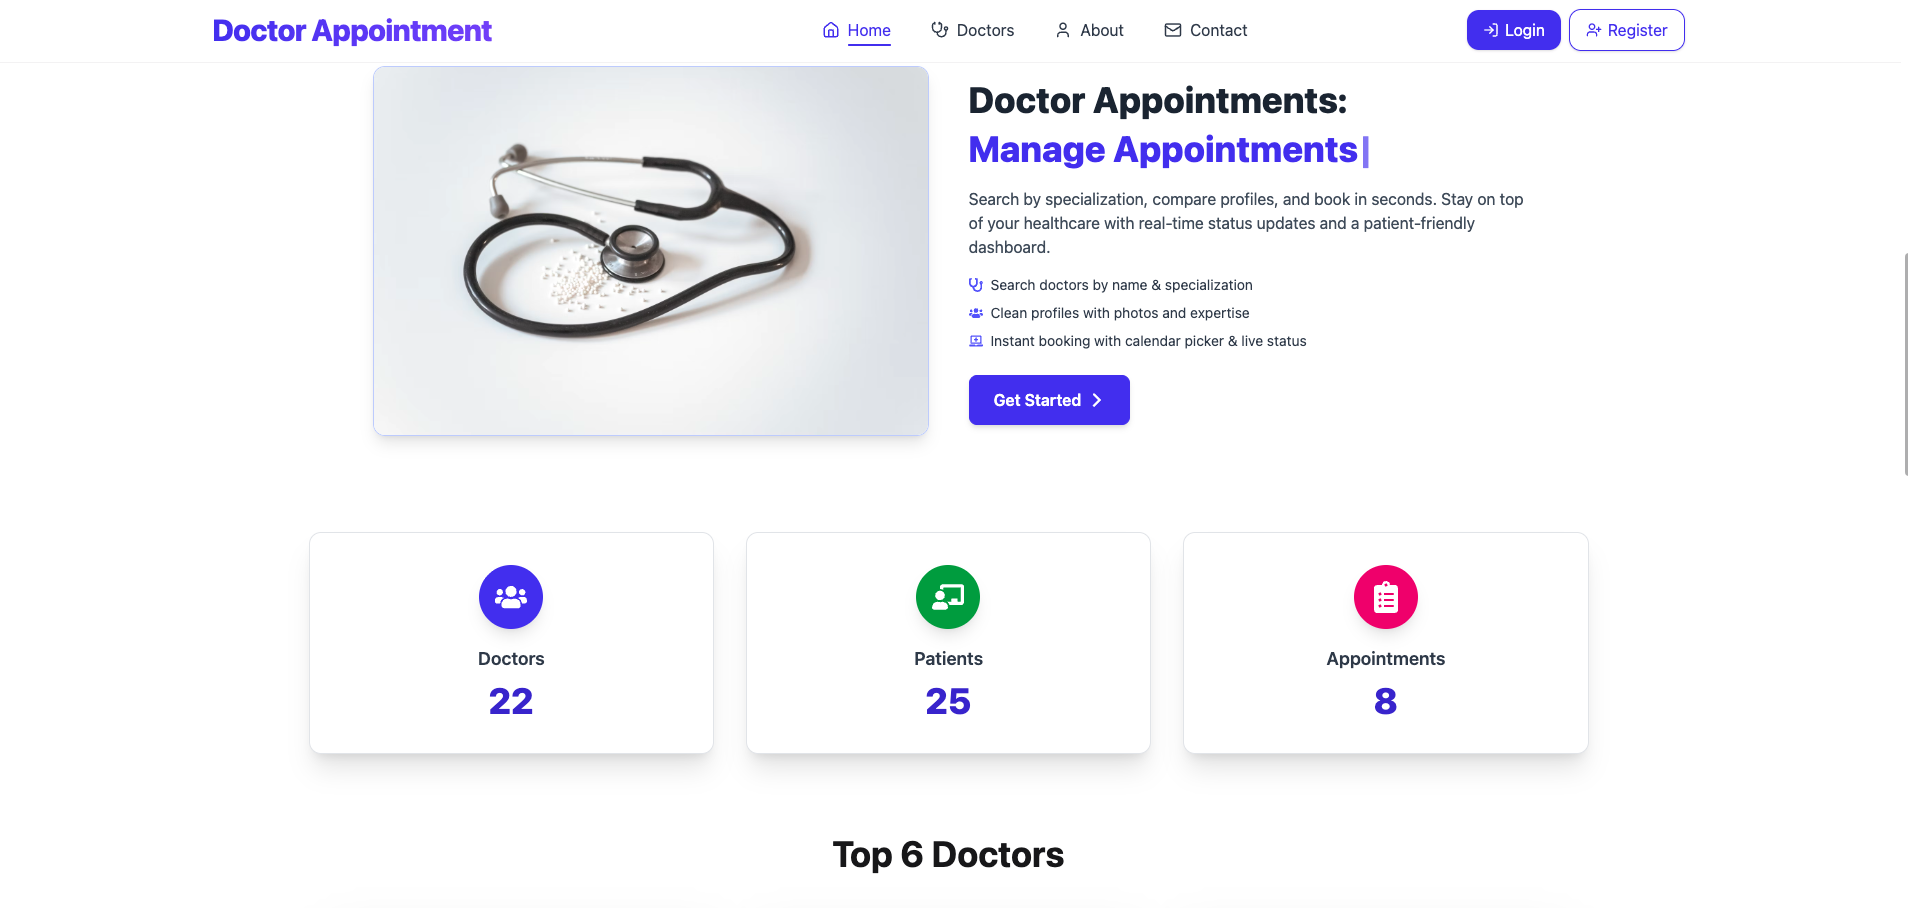 Doctor Appointment
Home
Doctors
About
Contact
Login
Register
Doctor Appointments:
Manage Appointments|
Search by specialization, compare profiles, and book in seconds. Stay on top
of your healthcare with real-time status updates and a patient-friendly
dashboard.
Search doctors by name & specialization
Clean profiles with photos and expertise
Instant booking with calendar picker & live status
Get Started
Doctors
22
Patients
25
Appointments
8
Top 6 Doctors